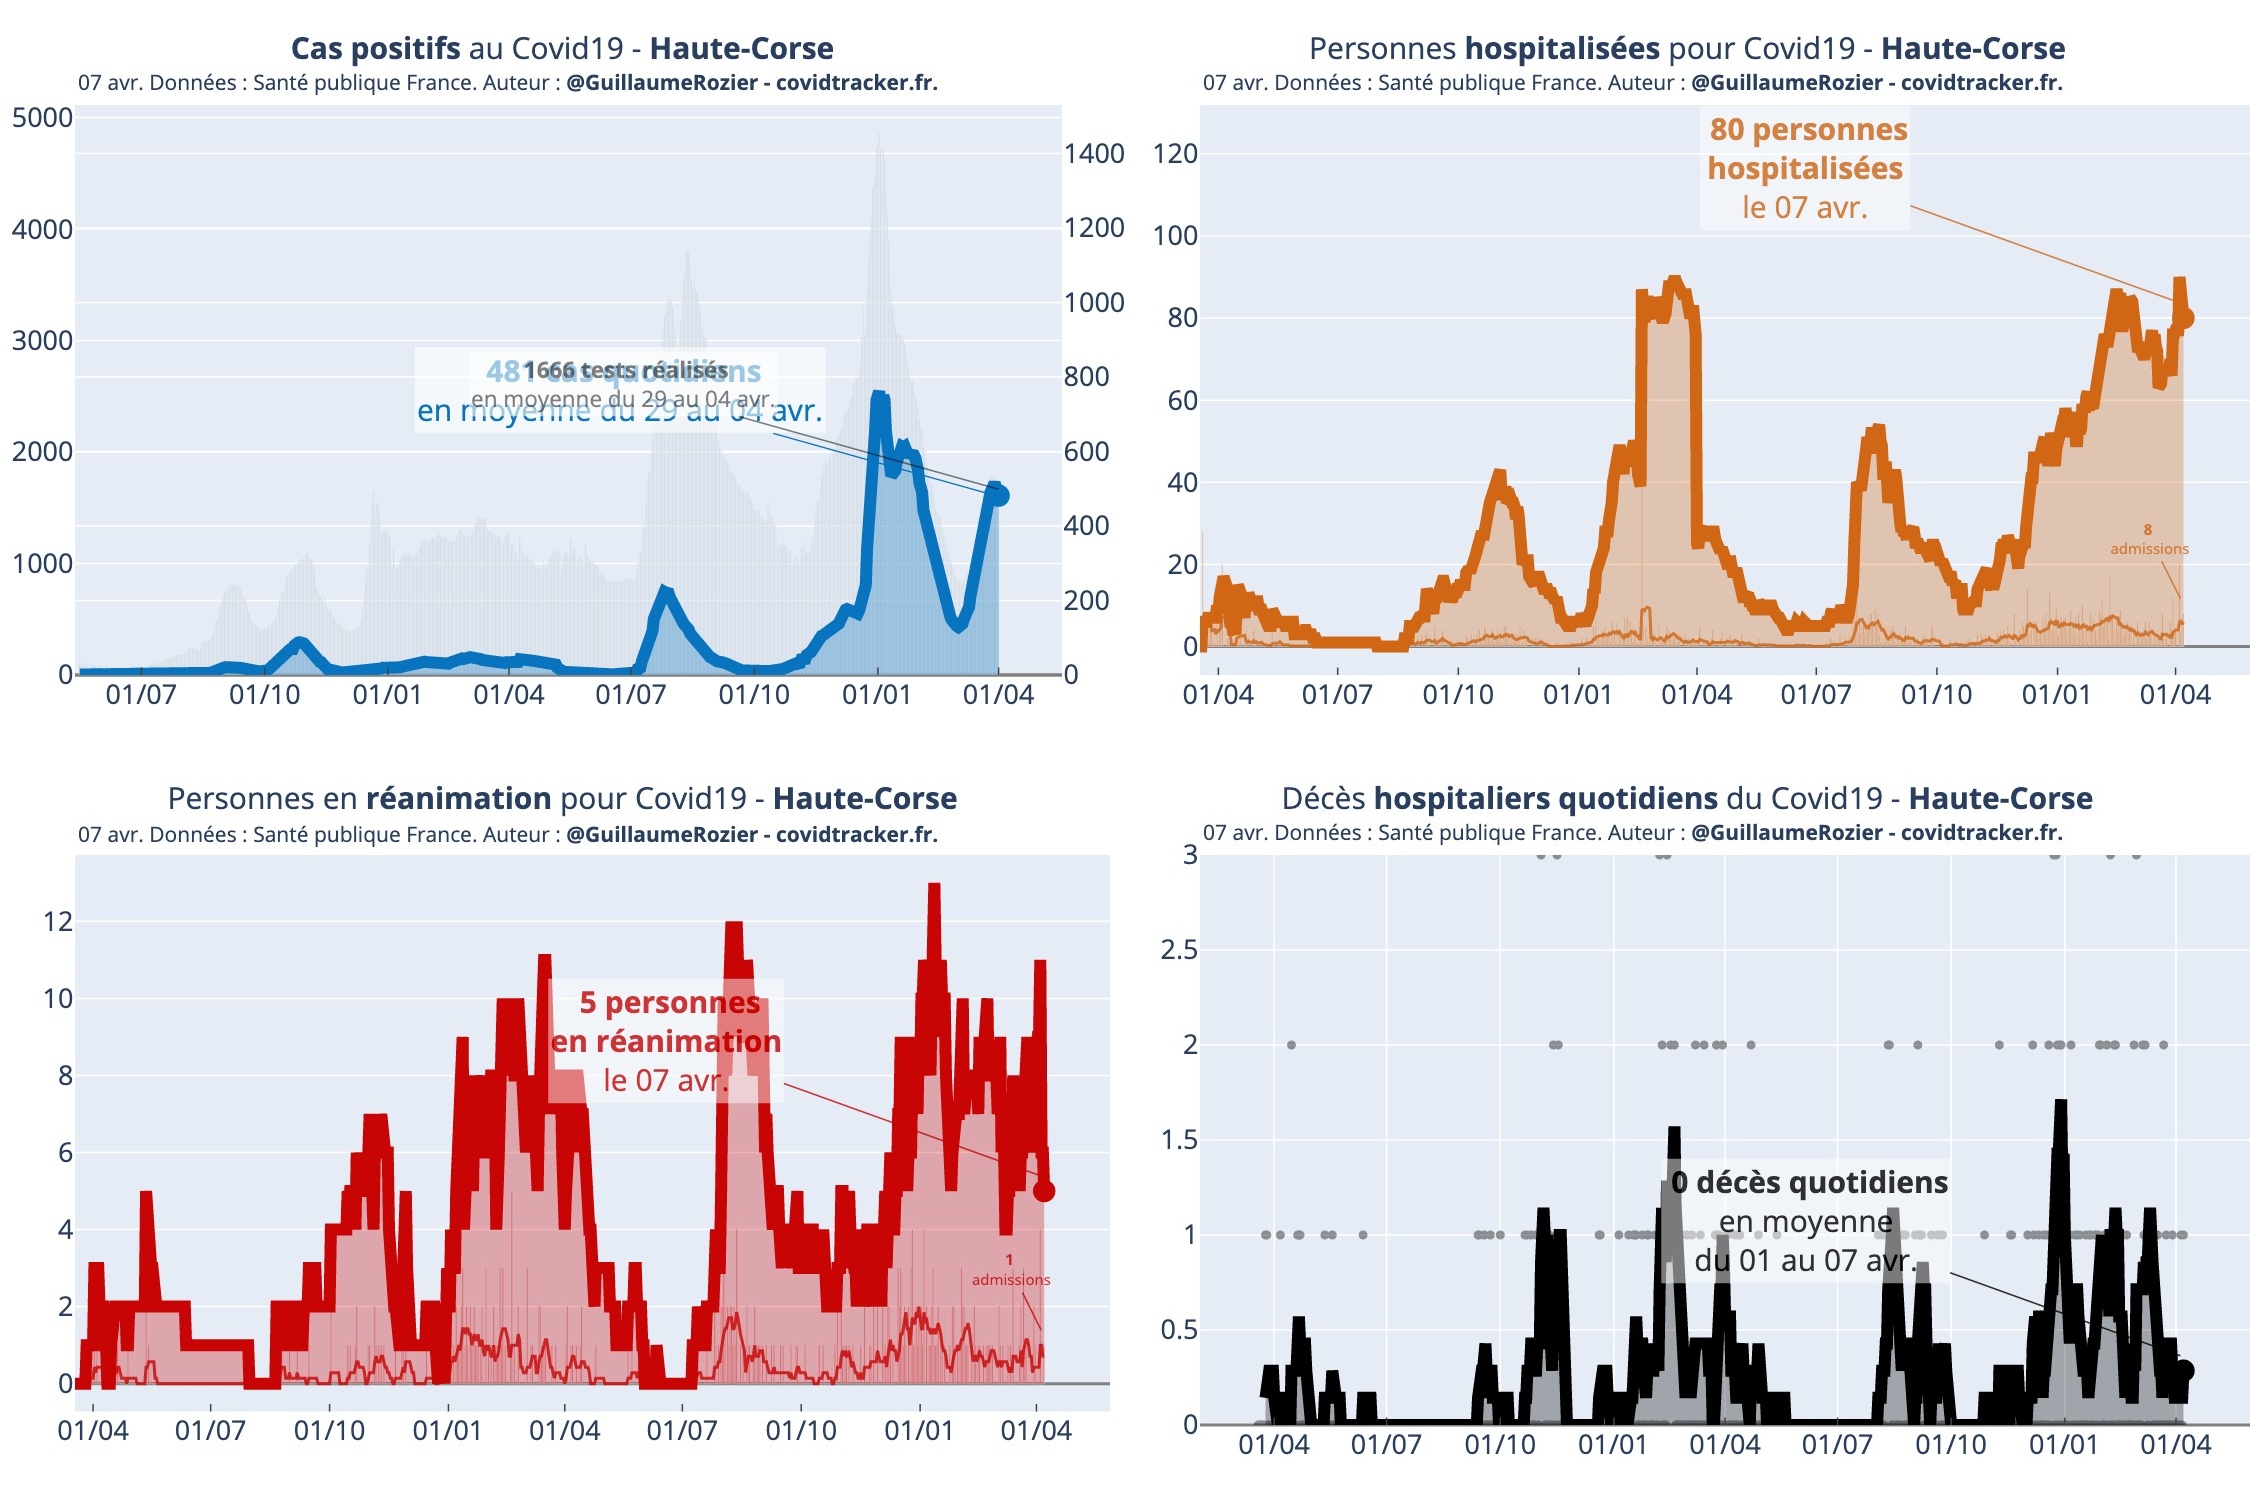 Cas positifs au Covid19 - Haute-Corse
07 avr. Données : Santé publique France. Auteur : @GuillaumeRozier - covidtracker.fr.
5000
4000
3000
2000
1000
0
1400
1200
1000
800
600
400
200
0
481 cas quotidiens
en moyenne du 29 au 04 avr.
1666 tests réalisés
en moyenne du 29 au 04 avr.
01/07 01/10 01/01 01/04 01/07 01/10 01/01 01/04
Personnes hospitalisées pour Covid19 - Haute-Corse
07 avr. Données : Santé publique France. Auteur : @GuillaumeRozier - covidtracker.fr.
120
100
80
60
40
20
0
80 personnes
hospitalisées
le 07 avr.
8
admissions
01/04 01/07 01/10 01/01 01/04 01/07 01/10 01/01 01/04
Personnes en réanimation pour Covid19 - Haute-Corse
07 avr. Données : Santé publique France. Auteur : @GuillaumeRozier - covidtracker.fr.
12
10
8
6
4
2
0
5 personnes
en réanimation
le 07 avr.
1
admissions
01/04 01/07 01/10 01/01 01/04 01/07 01/10 01/01 01/04
Décès hospitaliers quotidiens du Covid19 - Haute-Corse
07 avr. Données : Santé publique France. Auteur : @GuillaumeRozier - covidtracker.fr.
3
2.5
2
1.5
1
0.5
0
0 décès quotidiens
en moyenne
du 01 au 07 avr.
01/04 01/07 01/10 01/01 01/04 01/07 01/10 01/01 01/04